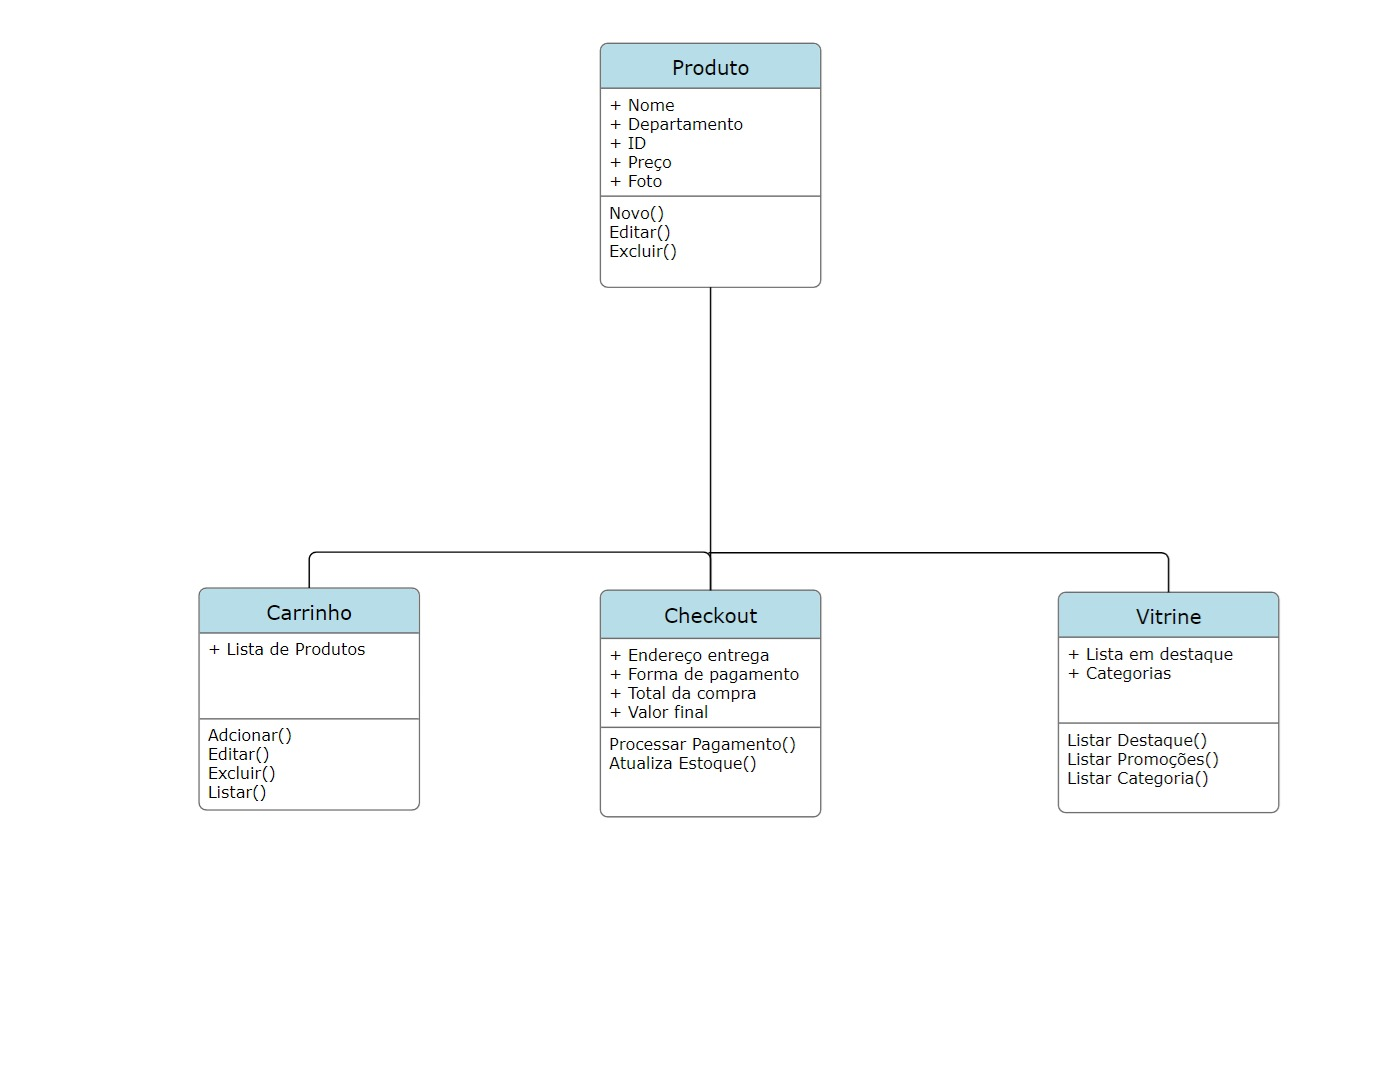 Produto
+ Nome
+ Departamento
+ ID
+ Preço
+ Foto
Novo()
Editar()
Excluir()
Carrinho
+ Lista de Produtos
Adcionar()
Editar()
Excluir()
Listar()
Checkout
+ Endereço entrega
+ Forma de pagamento
+ Total da compra
+ Valor final
Processar Pagamento()
Atualiza Estoque()
Vitrine
+ Lista em destaque
+ Categorias
Listar Destaque()
Listar Promoções()
Listar Categoria()